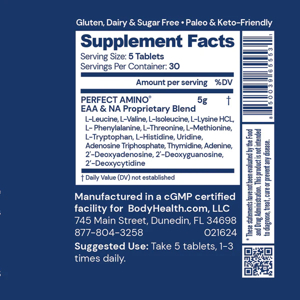 Gluten, Dairy & Sugar Free • Paleo & Keto-Friendly
Supplement Facts
Serving Size: 5 Tablets
Servings Per Container: 30
Amount per serving %DV
PERFECT AMINO® 5g †
EAA & NA Proprietary Blend
L-Leucine, L-Valine, L-Isoleucine, L-Lysine HCL,
L- Phenylalanine, L-Threonine, L-Methionine,
L-Tryptophan, L-Histidine, Uridine,
Adenosine Triphosphate, Thymidine, Adenine,
2'-Deoxyadenosine, 2'-Deoxyguanosine,
2'-Deoxycytidine
† Daily Value (DV) not established
Manufactured in a cGMP certified
facility for BodyHealth.com, LLC
745 Main Street, Dunedin, FL 34698
877-804-3258 021624
Suggested Use: Take 5 tablets, 1-3
times daily.
* These statements have not been evaluated by the Food
and Drug Administration. This product is not intended
to diagnose, treat, cure or prevent any disease.